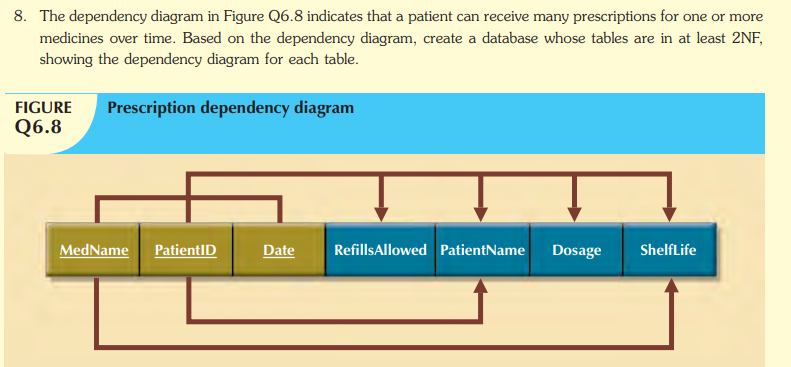 8. The dependency diagram in Figure Q6.8 indicates that a patient can receive many prescriptions for one or more
medicines over time. Based on the dependency diagram, create a database whose tables are in at least 2NF,
showing the dependency diagram for each table.
FIGURE
Q6.8
Prescription dependency diagram
MedName PatientID Date RefillsAllowed PatientName Dosage ShelfLife